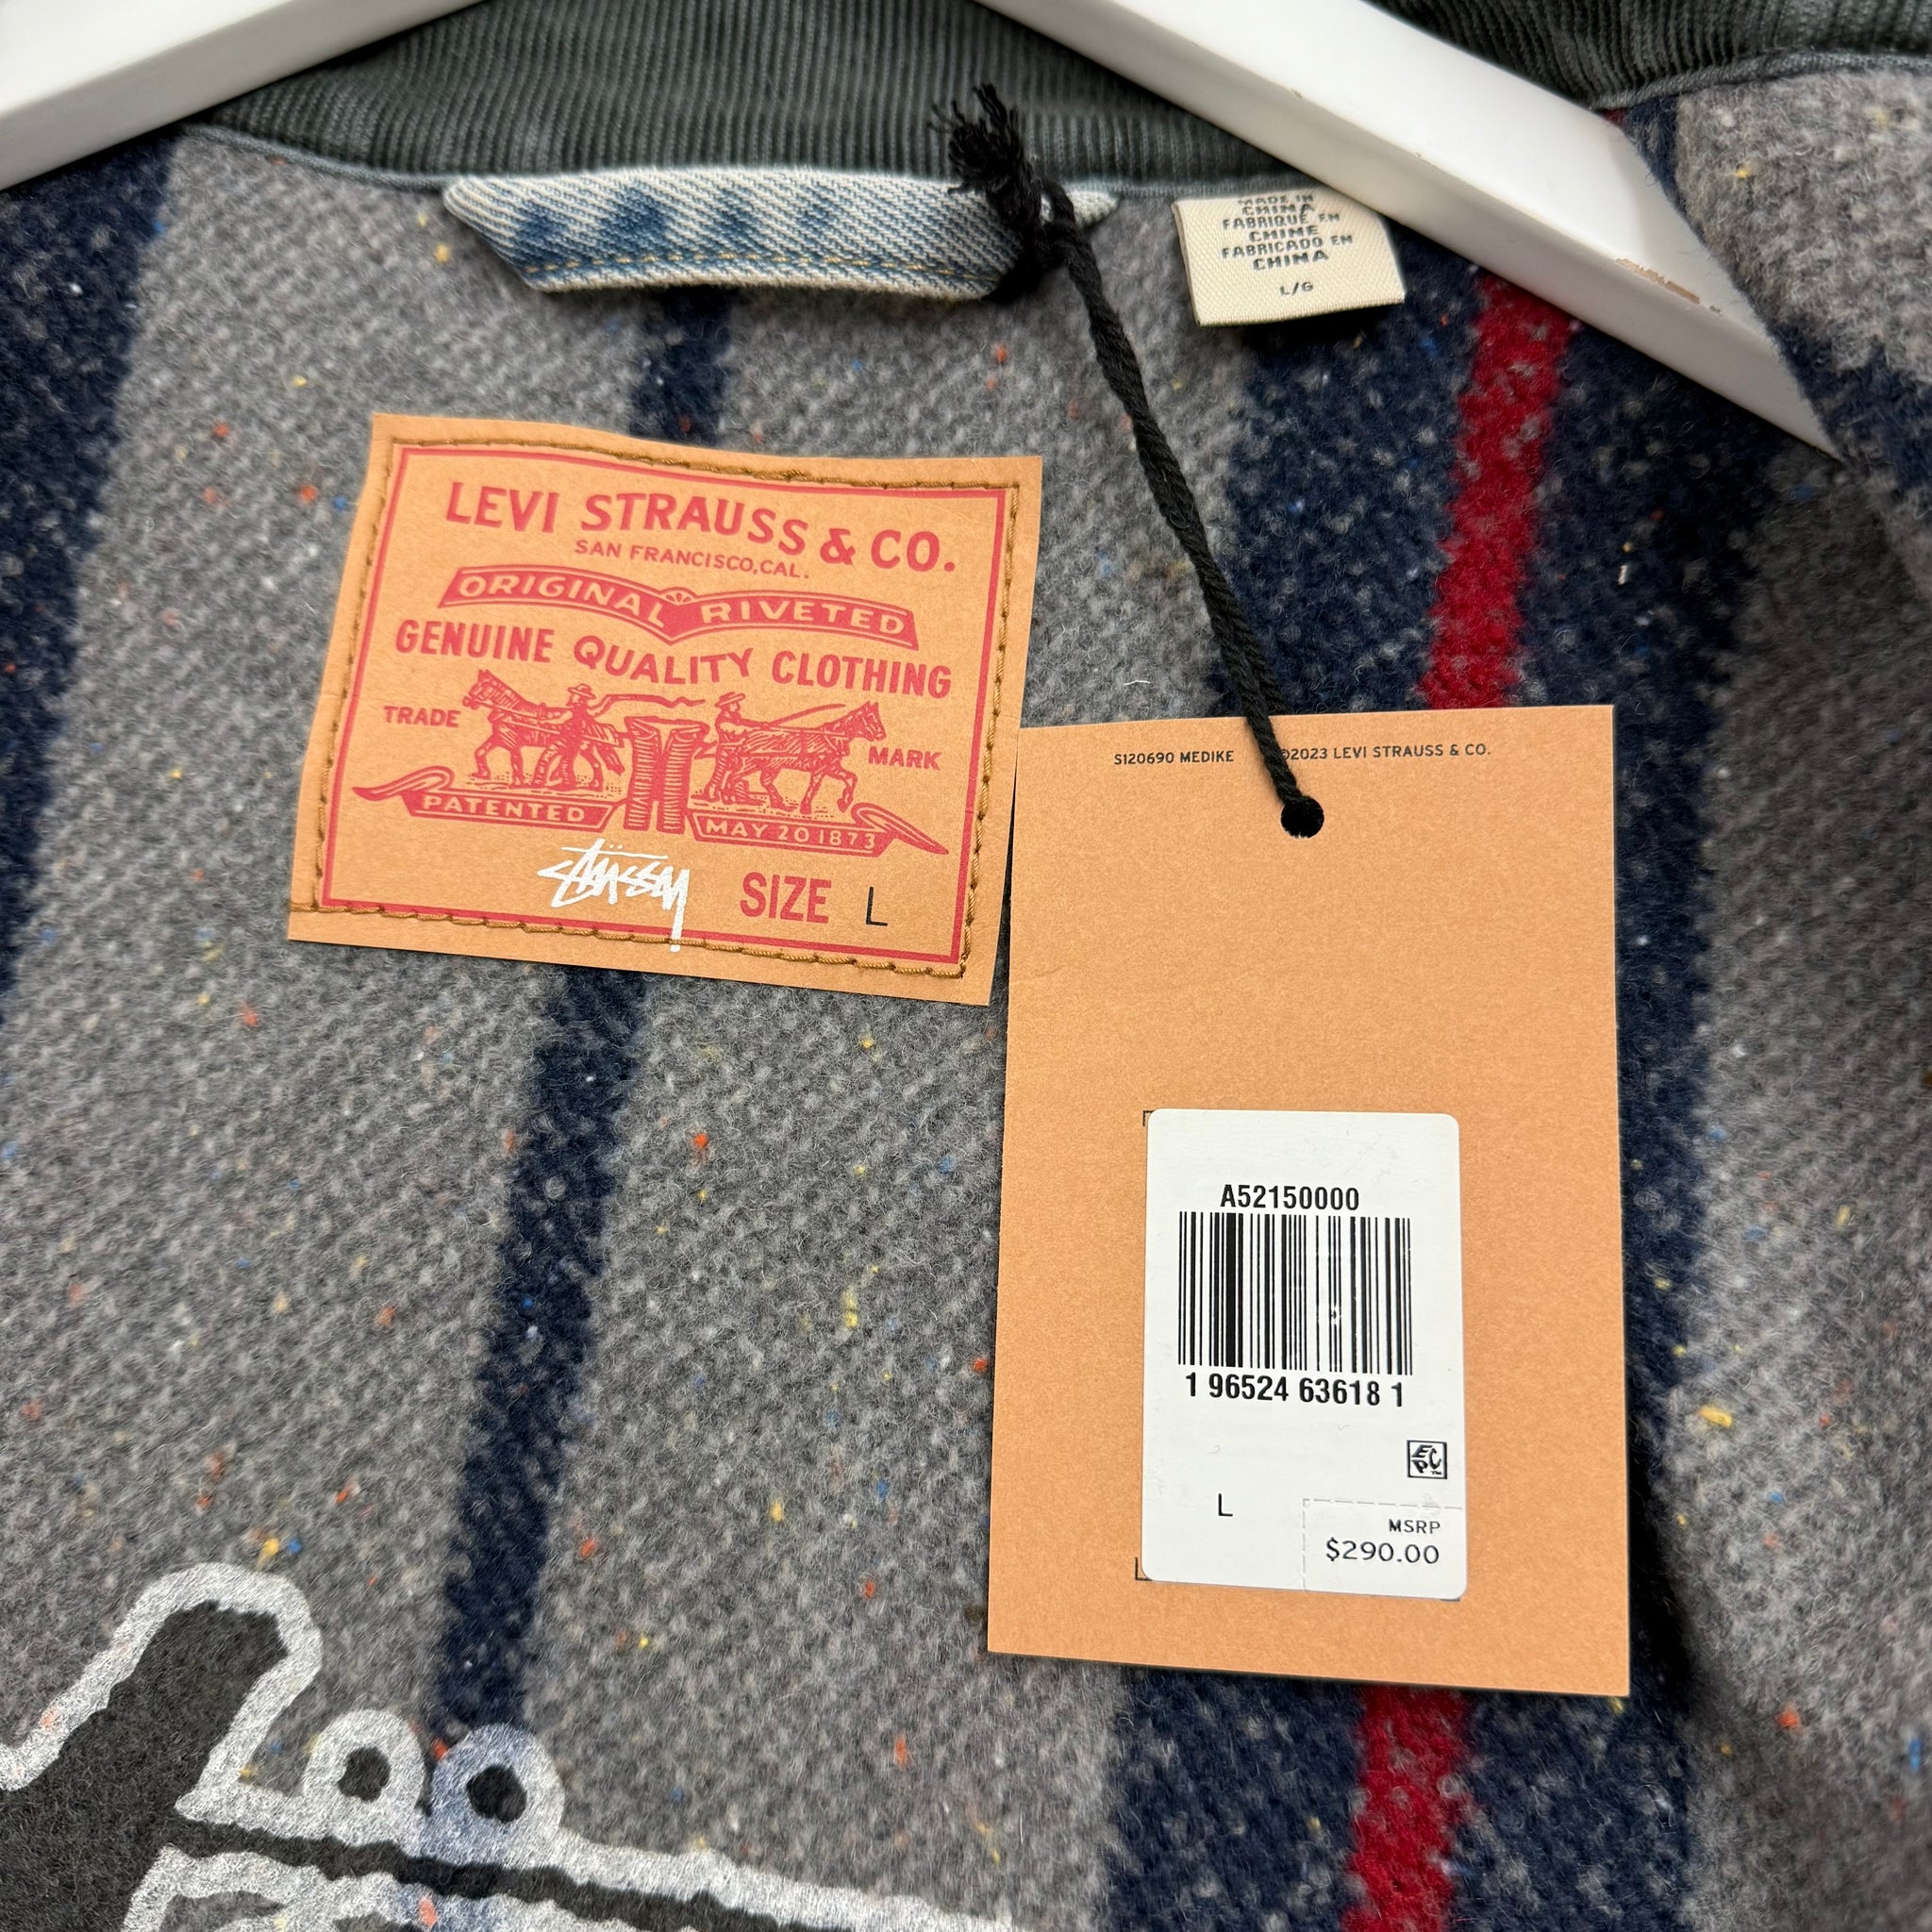 MADE IN
CHINA
FABRIQUE EN
CHINE
FABRICADO EN
CHINA
L/G
LEVI STRAUSS & CO.
SAN FRANCISCO, CAL.
ORIGINAL RIVETED
GENUINE QUALITY CLOTHING
TRADE MARK
PATENTED MAY 20 1873
STÜSSY SIZE L
S120690 MEDIKE ©2023 LEVI STRAUSS & CO.
A52150000
1 96524 63618 1
EPC™
L
MSRP
$290.00